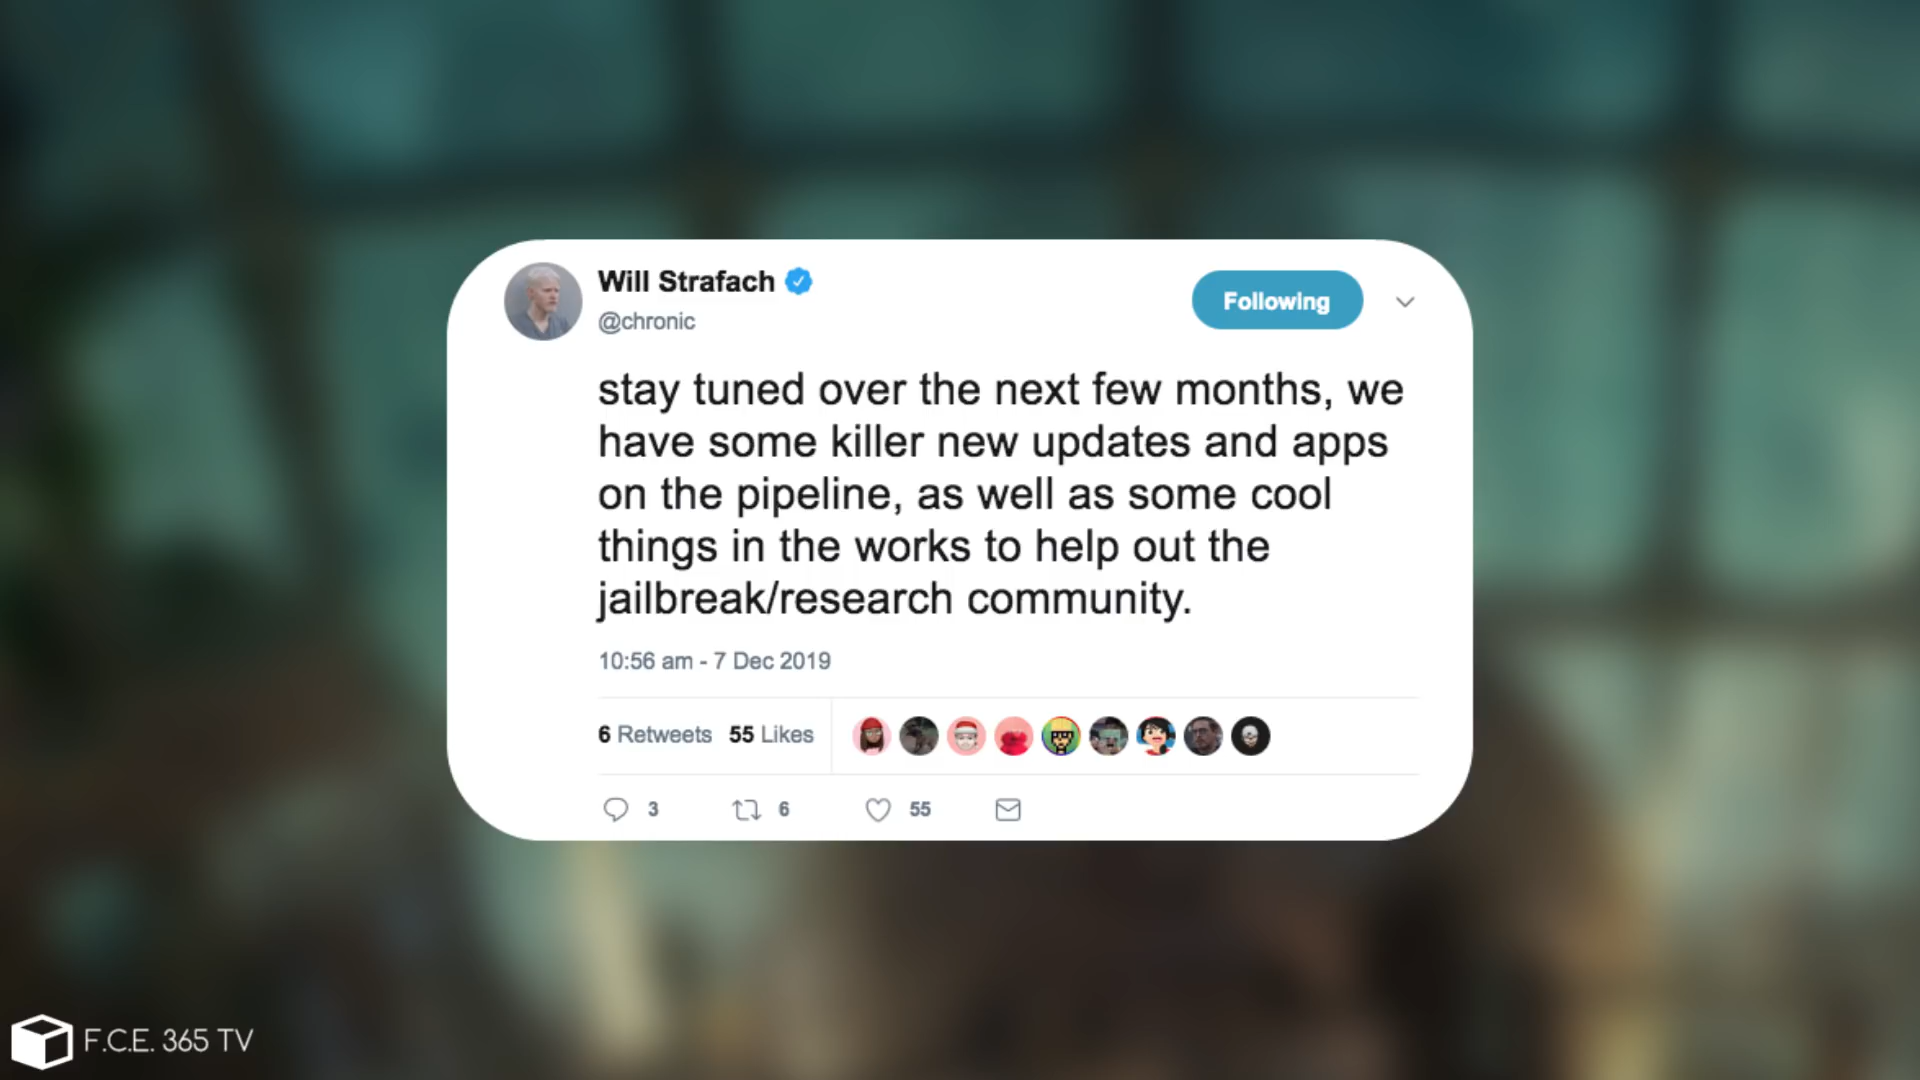 Will Strafach
@chronic
Following
stay tuned over the next few months, we
have some killer new updates and apps
on the pipeline, as well as some cool
things in the works to help out the
jailbreak/research community.
10:56 am - 7 Dec 2019
6 Retweets 55 Likes
3 6 55
F.C.E. 365 TV